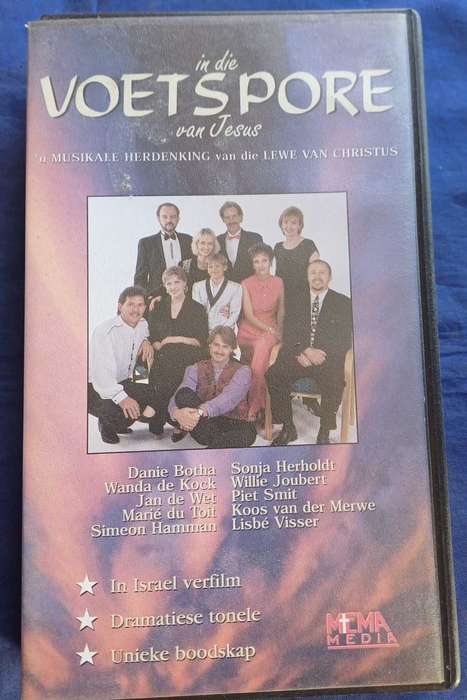 in die
VOETSPORE
van Jesus
'n MUSIKALE HERDENKING van die LEWE VAN CHRISTUS
Danie Botha Sonja Herholdt
Wanda de Kock Willie Joubert
Jan de Wet Piet Smit
Marié du Toit Koos van der Merwe
Simeon Hamman Lisbé Visser
In Israel verfilm
Dramatiese tonele
Unieke boodskap
MEMA
MEDIA